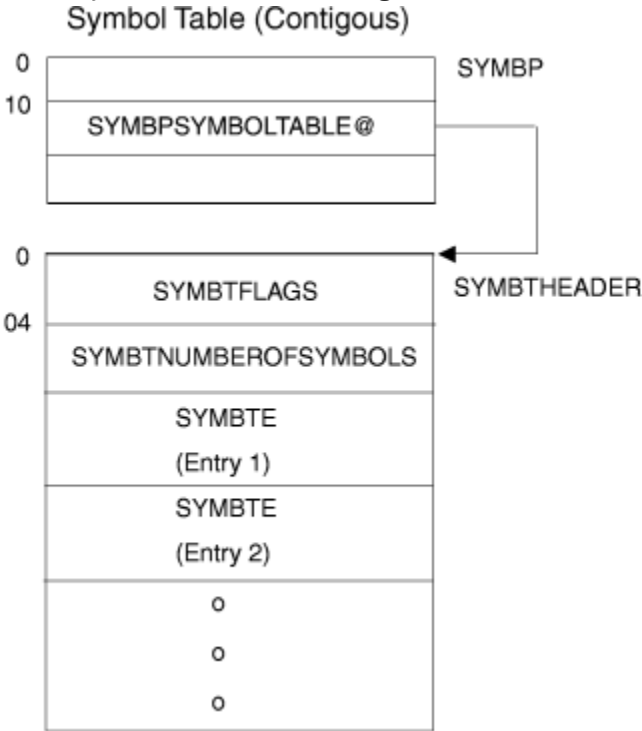 Symbol Table (Contigous)
0
SYMBP
10
SYMBPSYMBOLTABLE@
0
SYMBTFLAGS
SYMBTHEADER
04
SYMBTNUMBEROFSYMBOLS
SYMBTE
(Entry 1)
SYMBTE
(Entry 2)
o
o
o